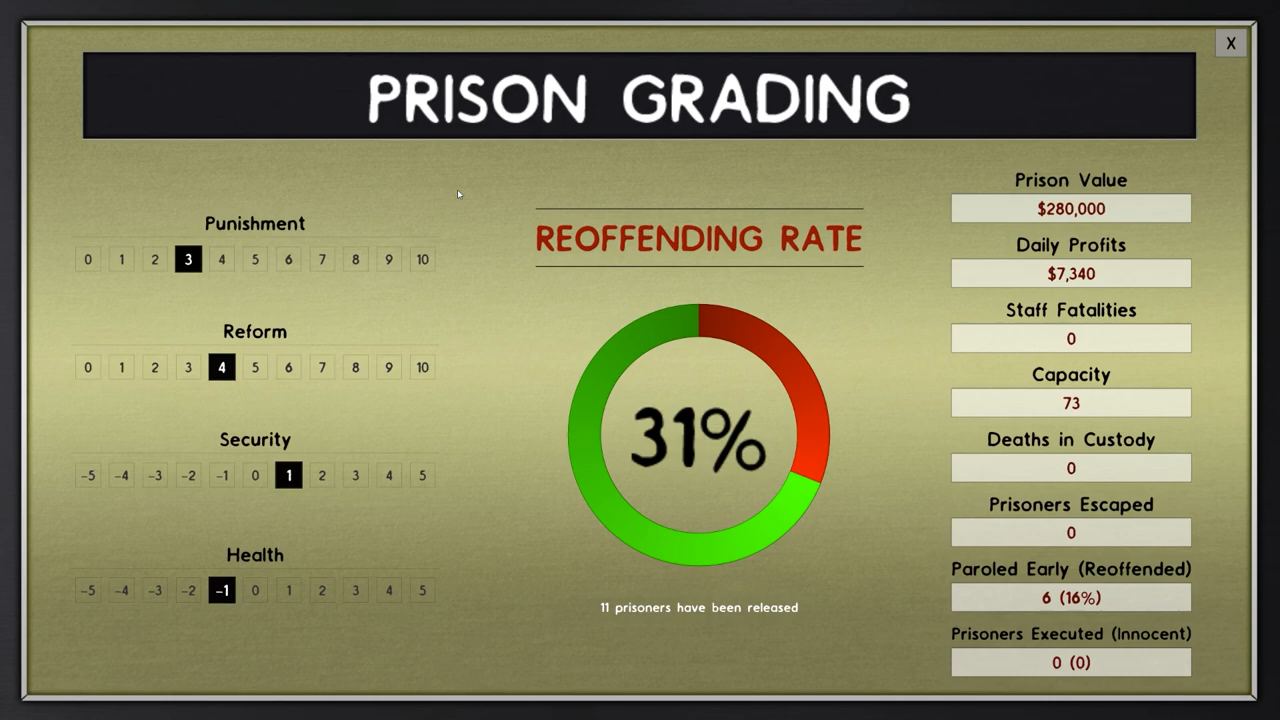 X
PRISON GRADING
Punishment
0 1 2 3 4 5 6 7 8 9 10
Reform
0 1 2 3 4 5 6 7 8 9 10
Security
-5 -4 -3 -2 -1 0 1 2 3 4 5
Health
-5 -4 -3 -2 -1 0 1 2 3 4 5
REOFFENDING RATE
31%
11 prisoners have been released
Prison Value
$280,000
Daily Profits
$7,340
Staff Fatalities
0
Capacity
73
Deaths in Custody
0
Prisoners Escaped
0
Paroled Early (Reoffended)
6 (16%)
Prisoners Executed (Innocent)
0 (0)